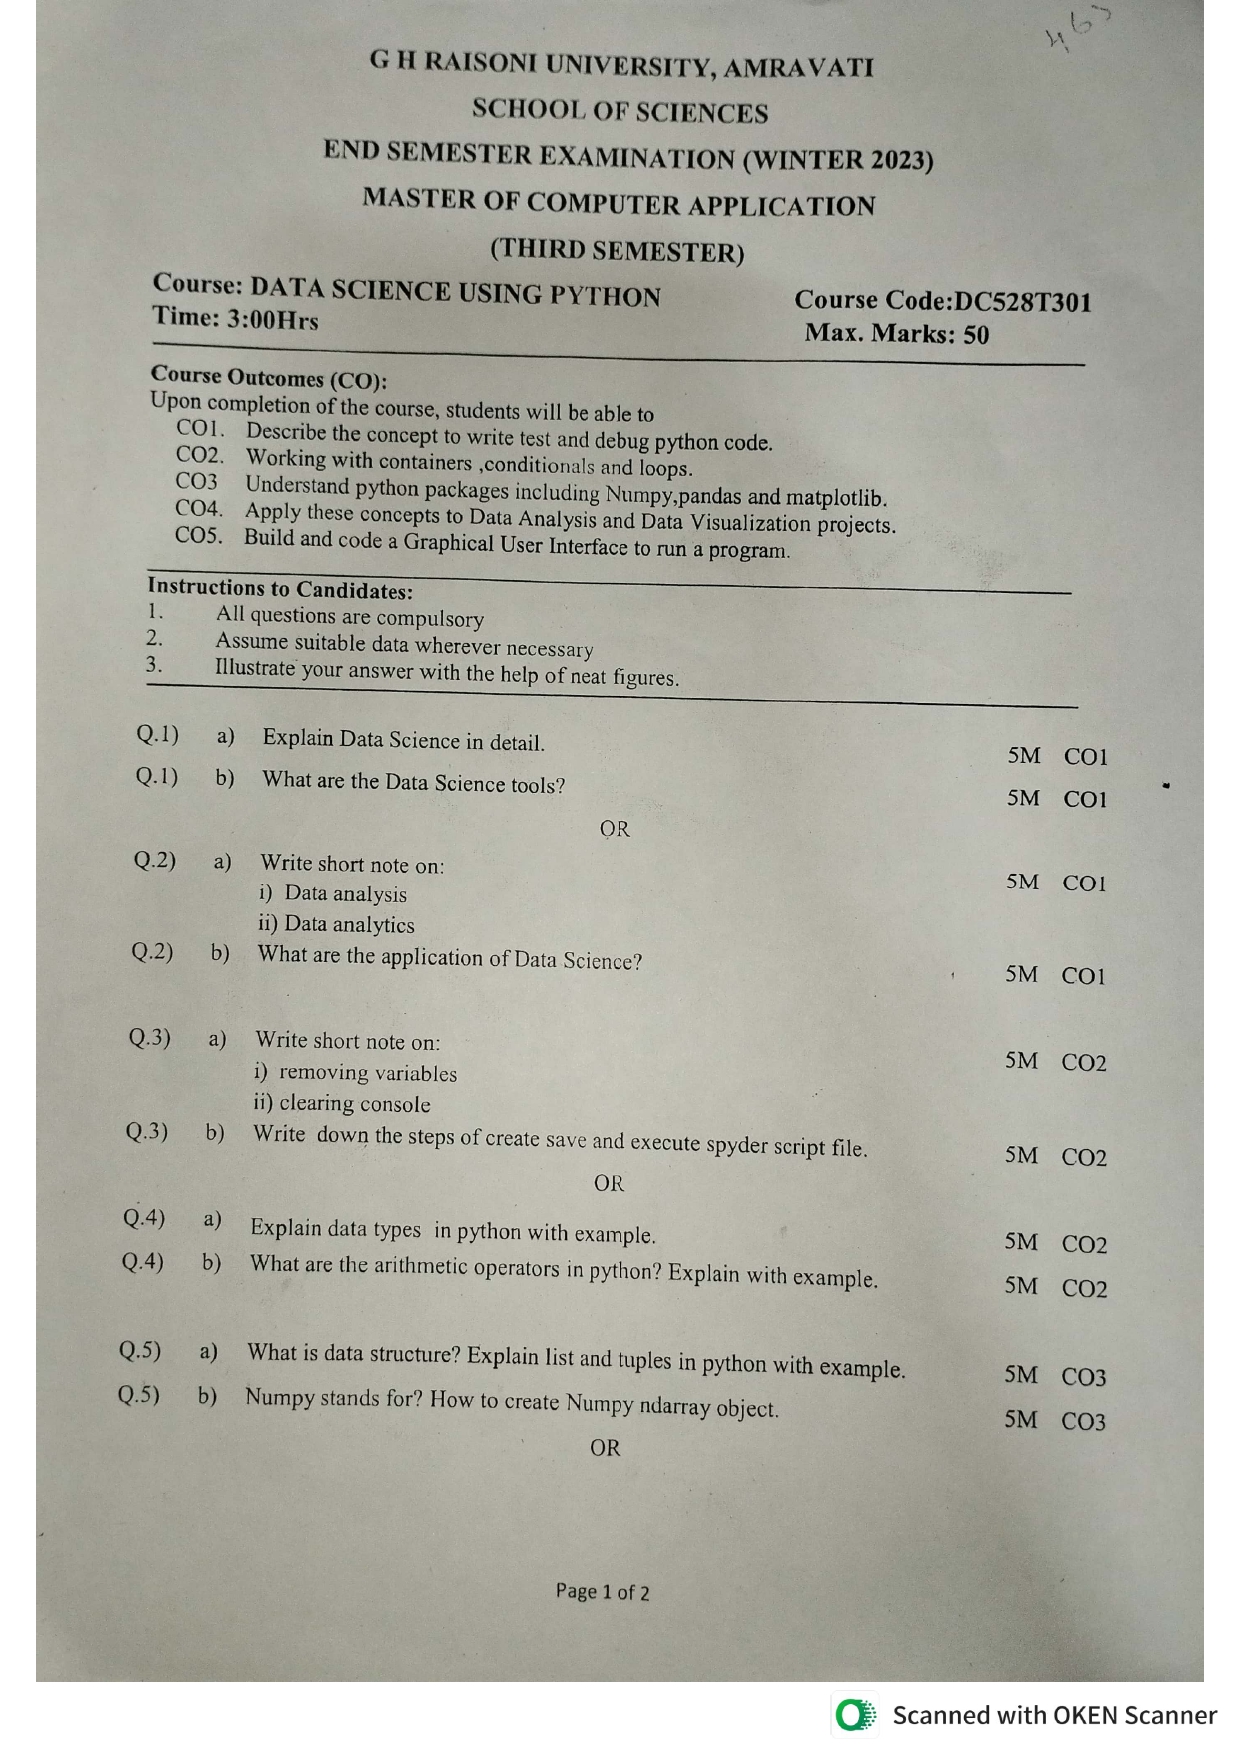 463
G H RAISONI UNIVERSITY, AMRAVATI
SCHOOL OF SCIENCES
END SEMESTER EXAMINATION (WINTER 2023)
MASTER OF COMPUTER APPLICATION
(THIRD SEMESTER)
Course: DATA SCIENCE USING PYTHON Course Code:DC528T301
Time: 3:00Hrs Max. Marks: 50
Course Outcomes (CO):
Upon completion of the course, students will be able to
CO1. Describe the concept to write test and debug python code.
CO2. Working with containers ,conditionals and loops.
CO3 Understand python packages including Numpy,pandas and matplotlib.
CO4. Apply these concepts to Data Analysis and Data Visualization projects.
CO5. Build and code a Graphical User Interface to run a program.
Instructions to Candidates:
1. All questions are compulsory
2. Assume suitable data wherever necessary
3. Illustrate your answer with the help of neat figures.
Q.1) a) Explain Data Science in detail. 5M CO1
Q.1) b) What are the Data Science tools? 5M CO1
OR
Q.2) a) Write short note on: 5M CO1
i) Data analysis
ii) Data analytics
Q.2) b) What are the application of Data Science? 5M CO1
Q.3) a) Write short note on: 5M CO2
i) removing variables
ii) clearing console
Q.3) b) Write down the steps of create save and execute spyder script file. 5M CO2
OR
Q.4) a) Explain data types in python with example. 5M CO2
Q.4) b) What are the arithmetic operators in python? Explain with example. 5M CO2
Q.5) a) What is data structure? Explain list and tuples in python with example. 5M CO3
Q.5) b) Numpy stands for? How to create Numpy ndarray object. 5M CO3
OR
Page 1 of 2
Scanned with OKEN Scanner